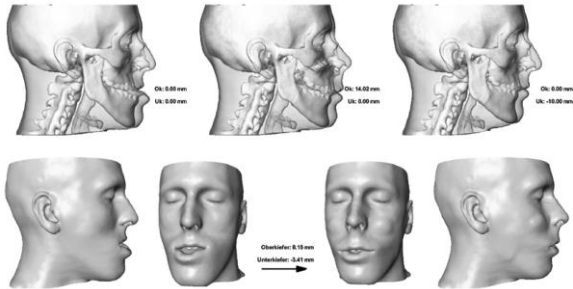 Ok: 0.00 mm
Uk: 0.00 mm
Ok: 14.02 mm
Uk: 0.00 mm
Ok: 0.00 mm
Uk: -10.00 mm
Oberkiefer: 8.15 mm
Unterkiefer: -3.41 mm